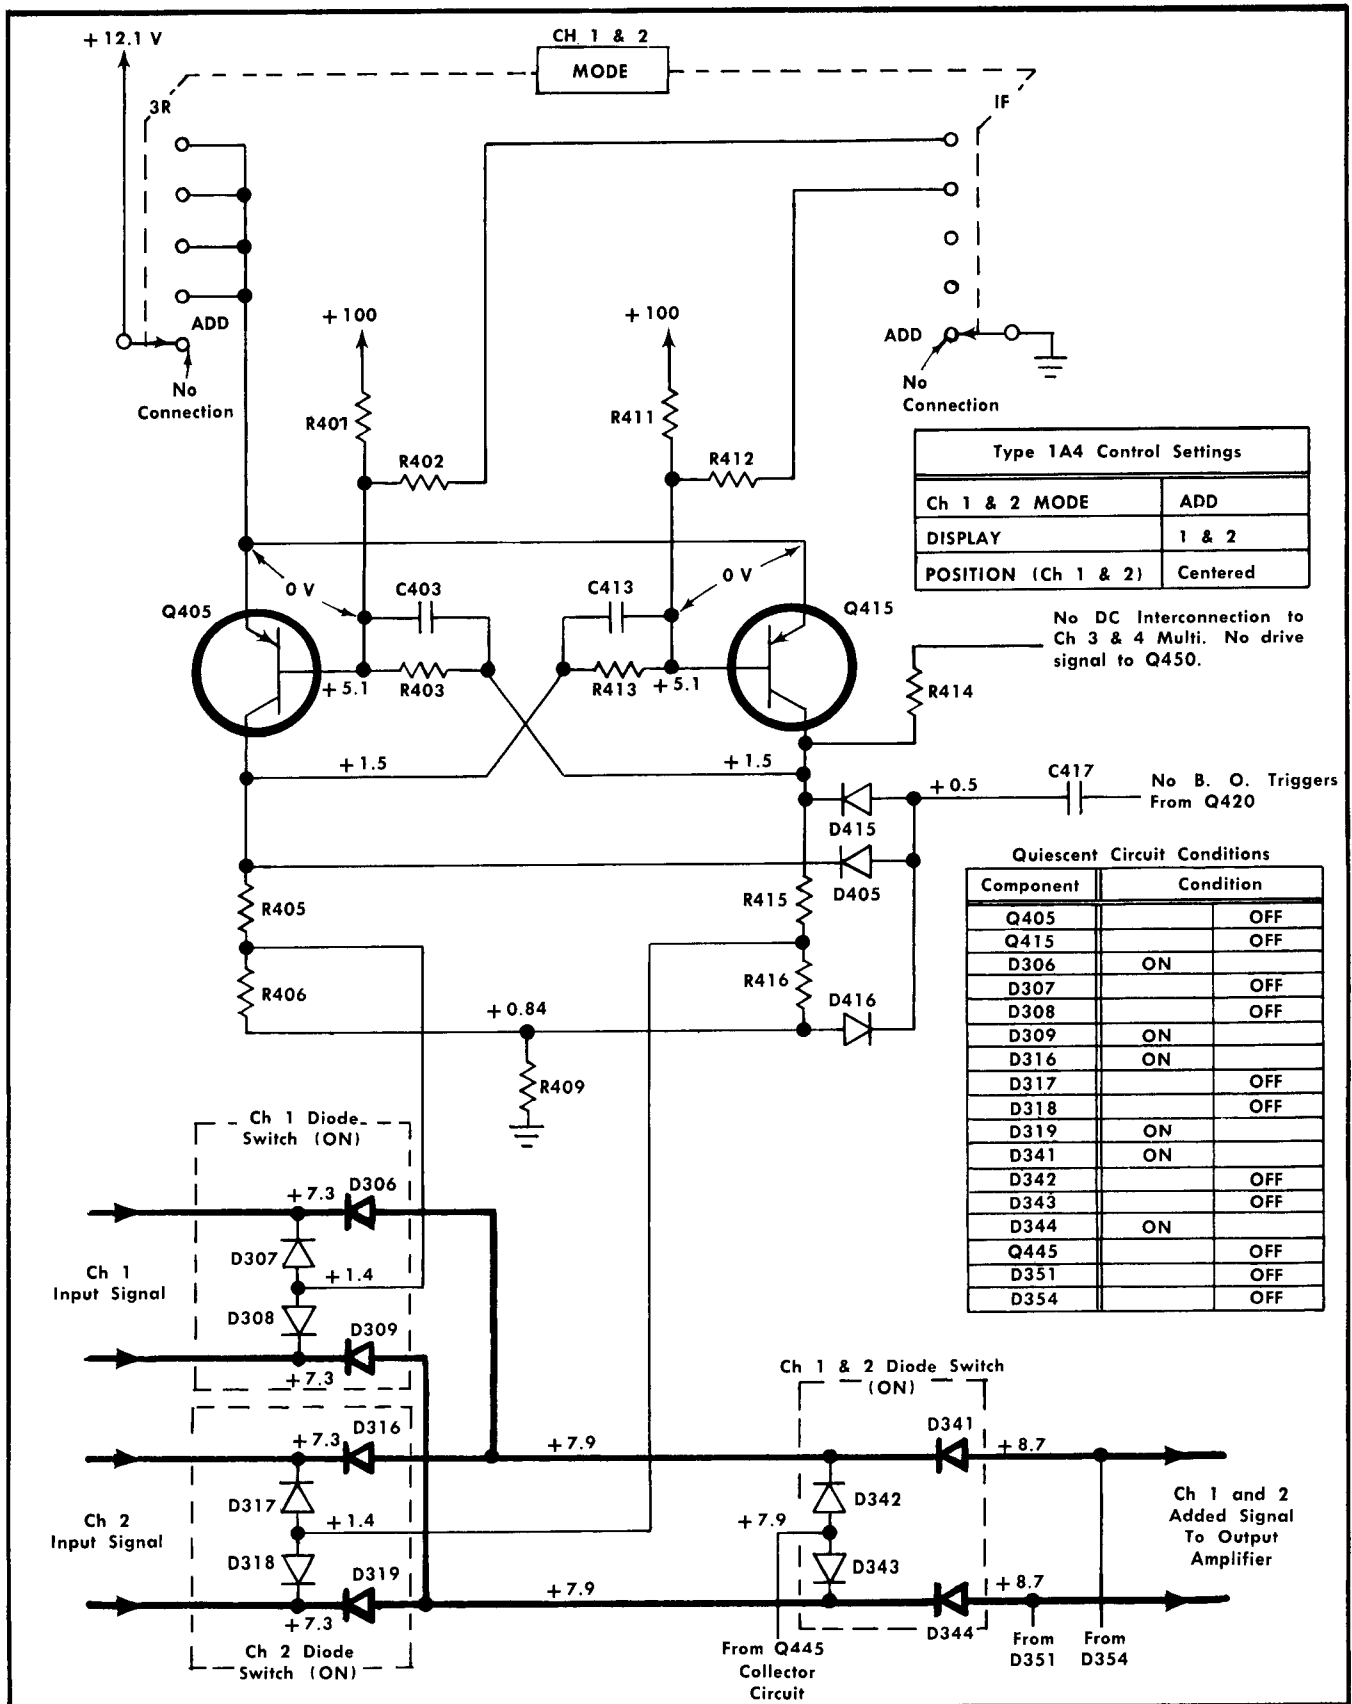 CH 1 & 2
MODE
+ 12.1 V
3R
1F
ADD
No
Connection
+ 100
+ 100
ADD
No
Connection
R401
R411
R402
R412
Type 1A4 Control Settings
Ch 1 & 2 MODE ADD
DISPLAY 1 & 2
POSITION (Ch 1 & 2) Centered
0 V
C403
C413
0 V
Q405
Q415
No DC Interconnection to
Ch 3 & 4 Multi. No drive
signal to Q450.
+ 5.1
R403
R413
+ 5.1
R414
+ 1.5
+ 1.5
+ 0.5
C417
No B. O. Triggers
From Q420
D415
D405
R405
R415
R406
R416
D416
+ 0.84
R409
Quiescent Circuit Conditions
Component Condition
Q405 OFF
Q415 OFF
D306 ON
D307 OFF
D308 OFF
D309 ON
D316 ON
D317 OFF
D318 OFF
D319 ON
D341 ON
D342 OFF
D343 OFF
D344 ON
Q445 OFF
D351 OFF
D354 OFF
Ch 1 Diode
Switch (ON)
+ 7.3
D306
D307
+ 1.4
Ch 1
Input Signal
D308
D309
+ 7.3
Ch 1 & 2 Diode Switch
(ON)
+ 7.3
D316
+ 7.9
D341
+ 8.7
D317
+ 1.4
D342
+ 7.9
Ch 2
Input Signal
Ch 1 and 2
Added Signal
To Output
Amplifier
D318
D319
+ 7.9
D343
+ 8.7
+ 7.3
D344
Ch 2 Diode
Switch (ON)
From Q445
Collector
Circuit
From
D351
From
D354